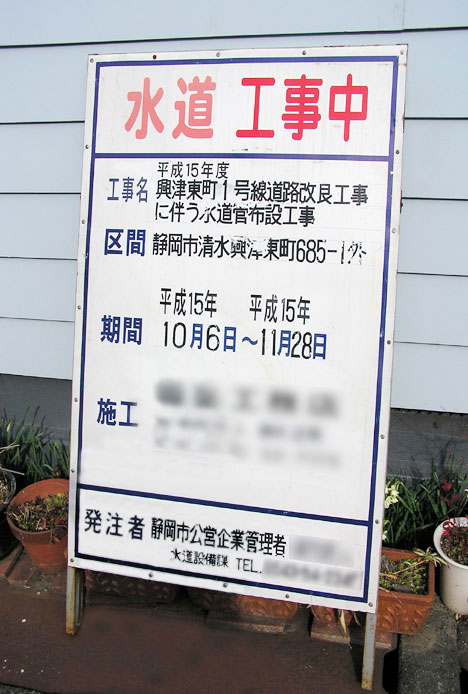 水道 工事中
工事名 平成15年度
興津東町1号線道路改良工事
に伴う水道管布設工事
区間 静岡市清水興津東町685-1外
平成15年 平成15年
期間 10月6日〜11月28日
施工
発注者 静岡市公営企業管理者
水道設備課 TEL.